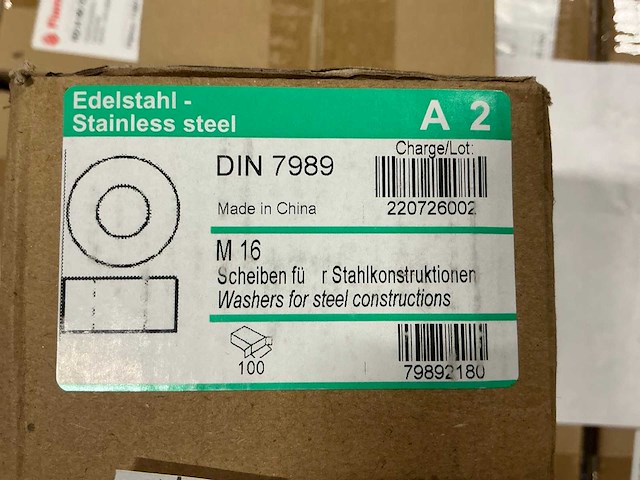 Edelstahl -
Stainless steel
A 2
DIN 7989
Charge/Lot:
220726002
Made in China
M 16
Scheiben fü r Stahlkonstruktionen
Washers for steel constructions
100
79892180